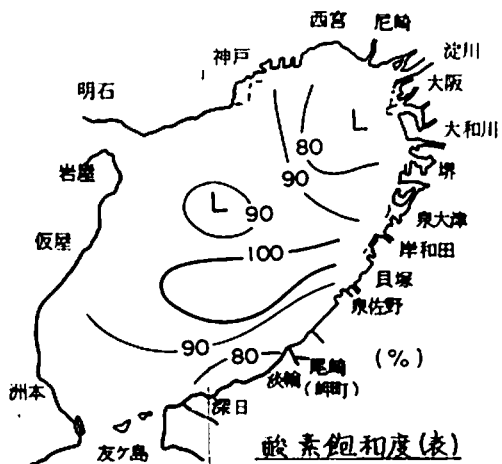 西宮
尼崎
神戸
淀川
大阪
明石
大和川
L
80
堺
岩屋
90
L
90
泉大津
仮屋
100
岸和田
貝塚
泉佐野
90
80
(%)
尾崎
淡輪
(岬町)
洲本
深日
友ケ島
酸素飽和度(表)